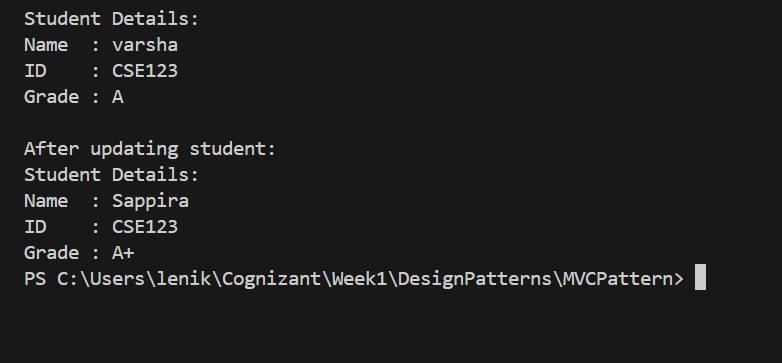 Student Details:
Name  : varsha
ID    : CSE123
Grade : A
After updating student:
Student Details:
Name  : Sappira
ID    : CSE123
Grade : A+
PS C:\Users\lenik\Cognizant\Week1\DesignPatterns\MVCPattern>